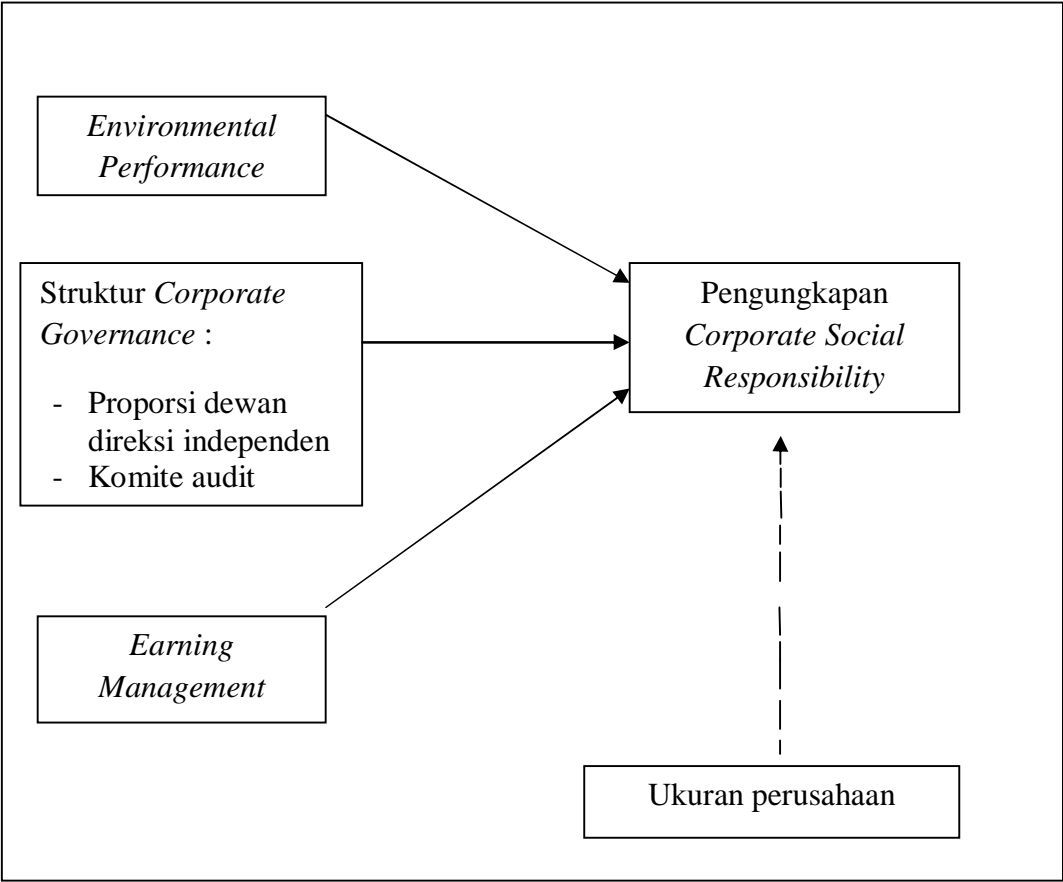 Environmental
Performance
Struktur Corporate
Governance :
- Proporsi dewan
direksi independen
- Komite audit
Pengungkapan
Corporate Social
Responsibility
Earning
Management
Ukuran perusahaan